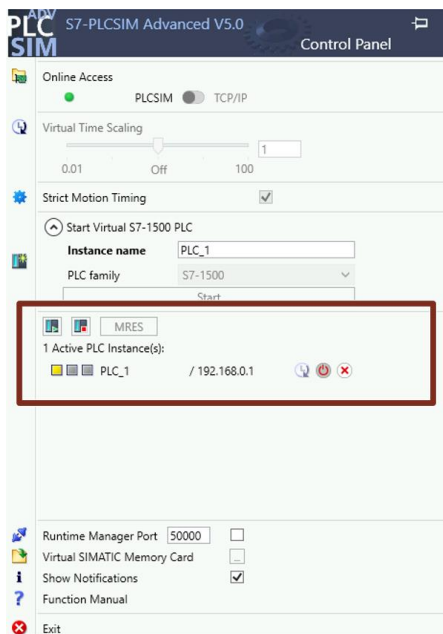 ADV
PLC SIM
S7-PLCSIM Advanced V5.0
Control Panel
Online Access
PLCSIM TCP/IP
Virtual Time Scaling
1
0.01 Off 100
Strict Motion Timing
Start Virtual S7-1500 PLC
Instance name PLC_1
PLC family S7-1500
Start
MRES
1 Active PLC Instance(s):
PLC_1 / 192.168.0.1
Runtime Manager Port 50000
Virtual SIMATIC Memory Card ...
i Show Notifications
? Function Manual
Exit